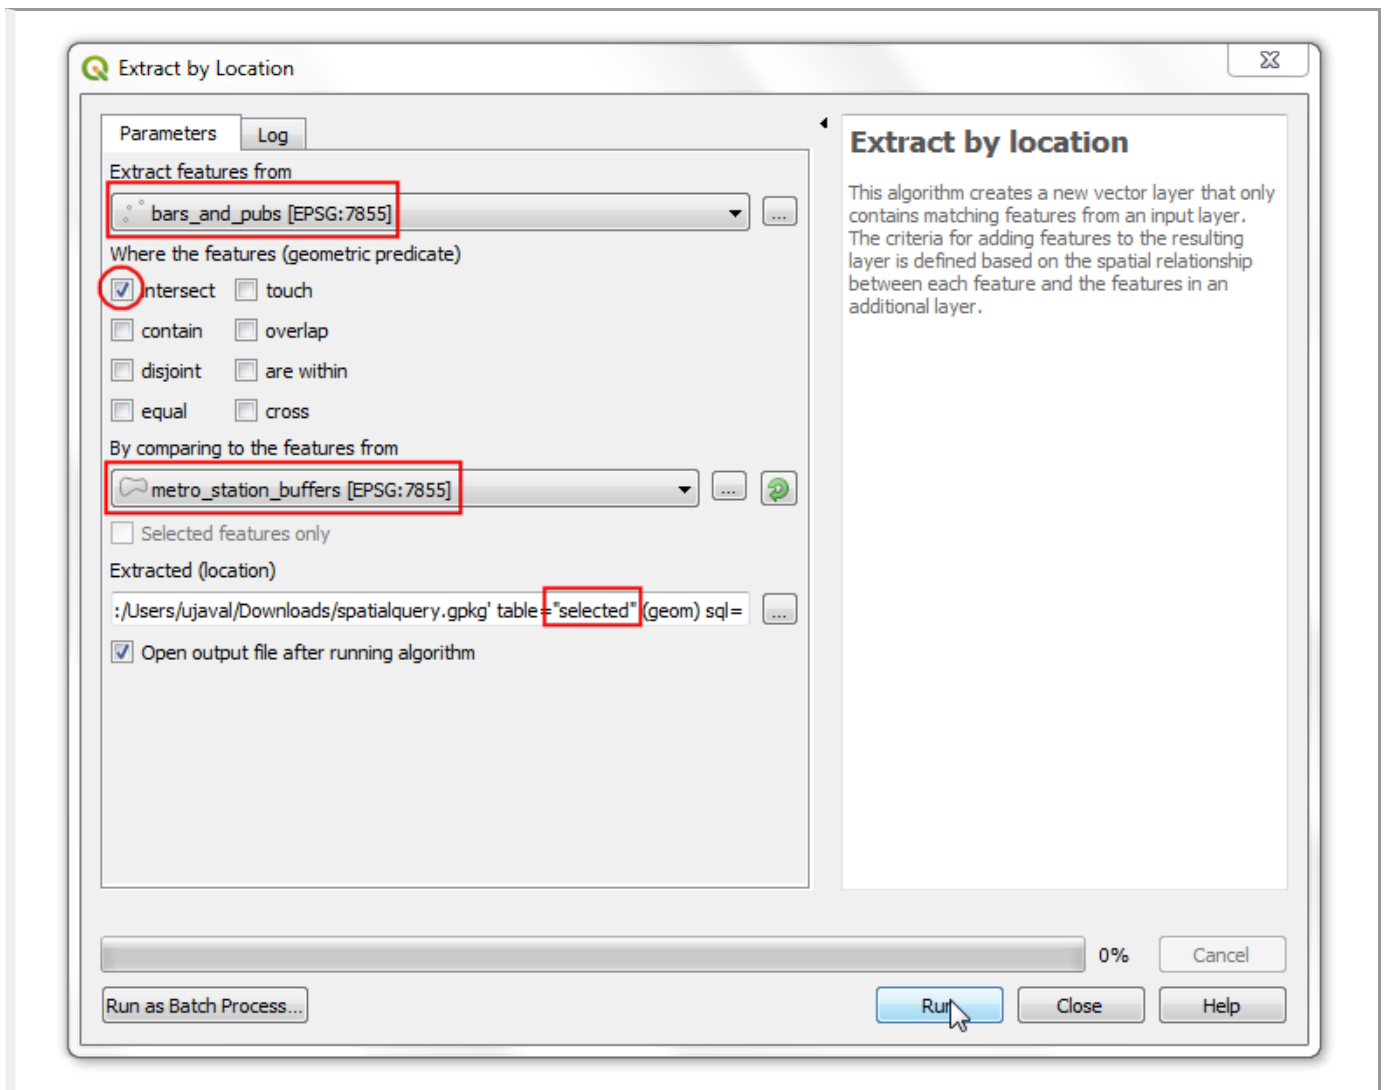 Extract by Location
Parameters
Log
Extract features from
bars_and_pubs [EPSG:7855]
...
Where the features (geometric predicate)
intersect
touch
contain
overlap
disjoint
are within
equal
cross
By comparing to the features from
metro_station_buffers [EPSG:7855]
...
Selected features only
Extracted (location)
:/Users/ujaval/Downloads/spatialquery.gpkg' table="selected" (geom) sql=
...
Open output file after running algorithm
Extract by location
This algorithm creates a new vector layer that only
contains matching features from an input layer.
The criteria for adding features to the resulting
layer is defined based on the spatial relationship
between each feature and the features in an
additional layer.
0%
Cancel
Run as Batch Process...
Run
Close
Help